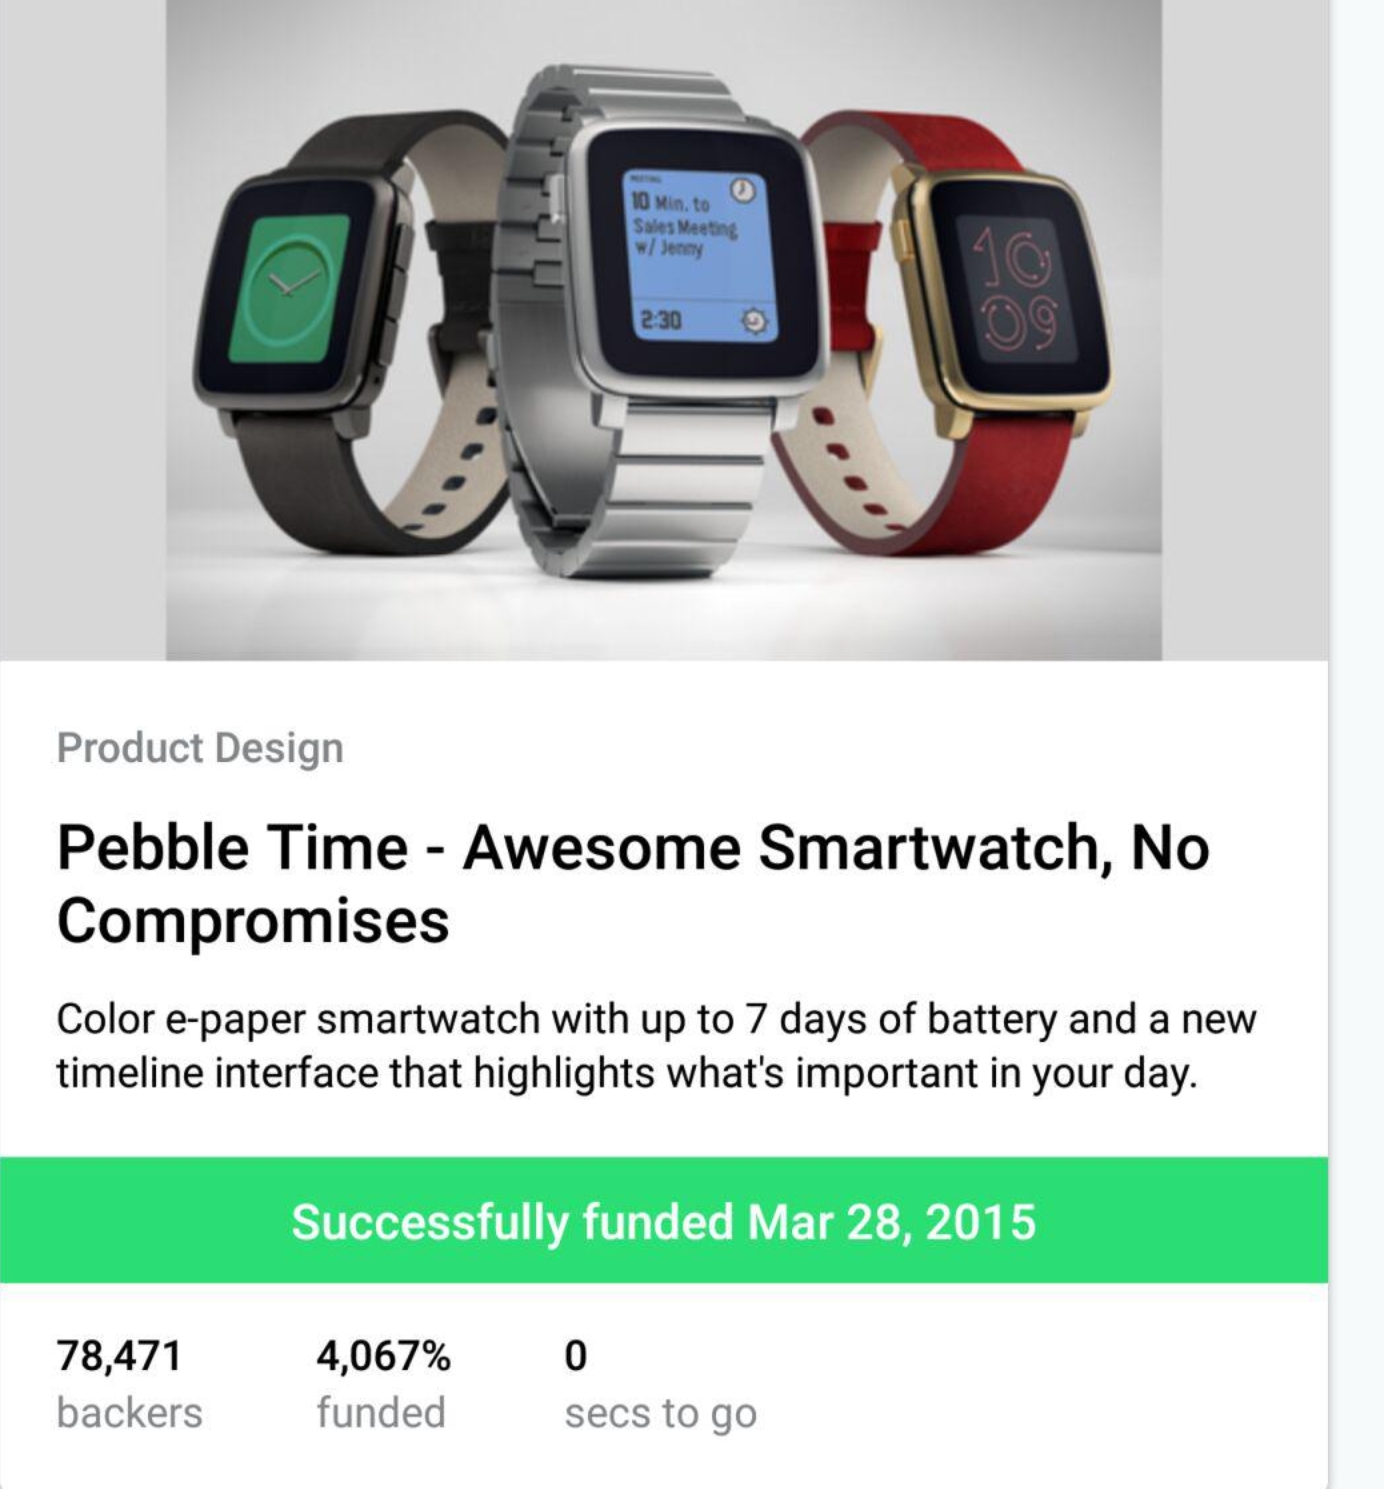 MEETING
10 Min. to
Sales Meeting
w/ Jenny
2:30
10
09
Product Design
Pebble Time - Awesome Smartwatch, No
Compromises
Color e-paper smartwatch with up to 7 days of battery and a new
timeline interface that highlights what's important in your day.
Successfully funded Mar 28, 2015
78,471 4,067% 0
backers funded secs to go